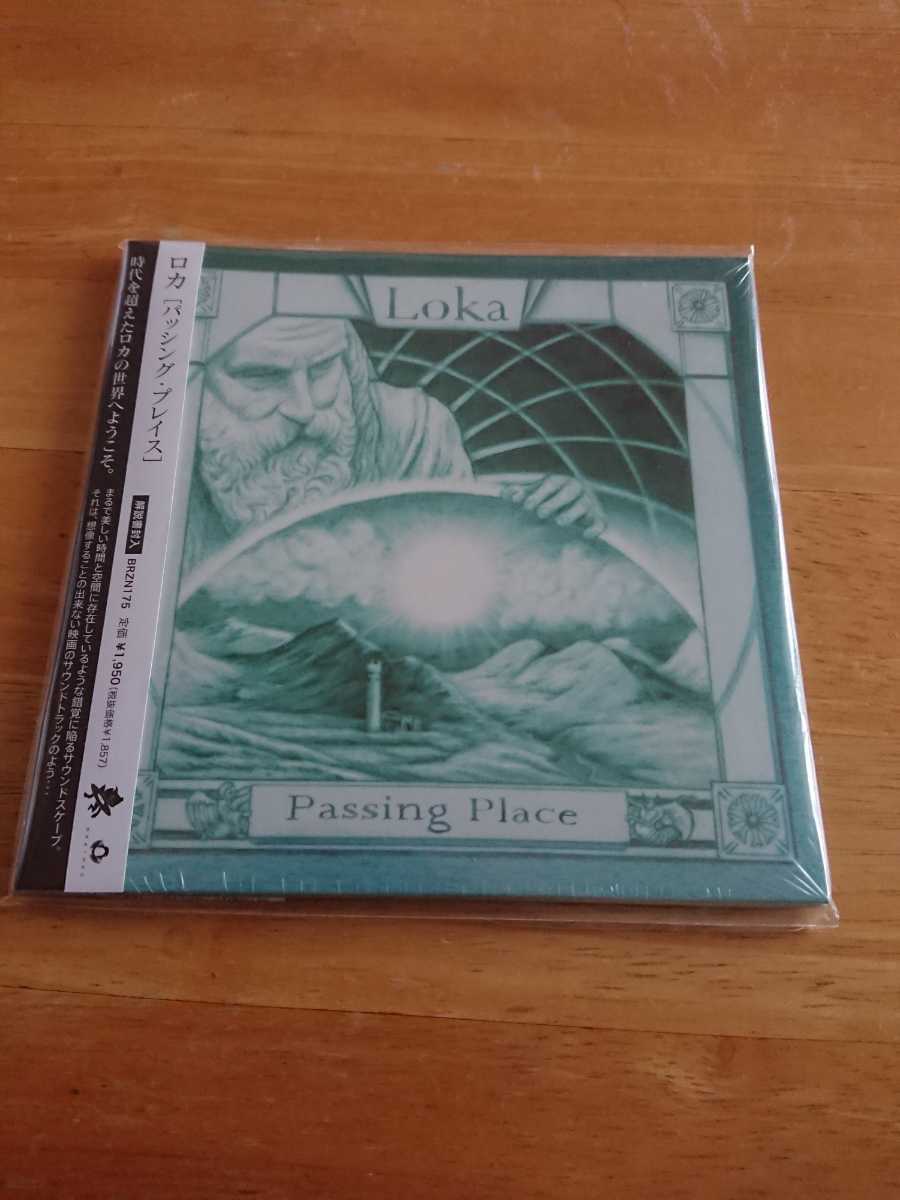 Loka
Passing Place
ロカ [パッシング・プレイス]
解説書封入 BRZN175 定価 ¥1,950(税抜価格¥1,857)
時代を超えたロカの世界へようこそ。
まるで美しい時間と空間に存在しているような錯覚に陥るサウンドスケープ。
それは、想像することの出来ない映画のサウンドトラックのよう...